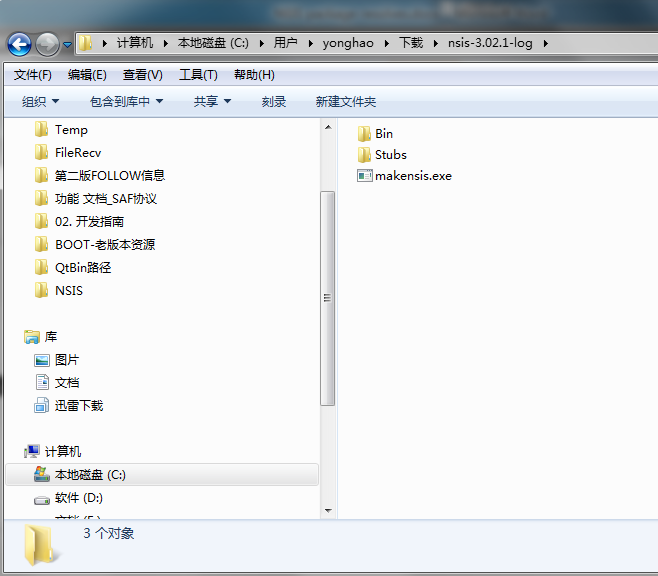 计算机 本地磁盘 (C:) 用户 yonghao 下载 nsis-3.02.1-log
文件(F) 编辑(E) 查看(V) 工具(T) 帮助(H)
组织 包含到库中 共享 刻录 新建文件夹
Temp
FileRecv
第二版FOLLOW信息
功能 文档_SAF协议
02. 开发指南
BOOT-老版本资源
QtBin路径
NSIS
库
图片
文档
迅雷下载
计算机
本地磁盘 (C:)
软件 (D:)
Bin
Stubs
makensis.exe
3 个对象